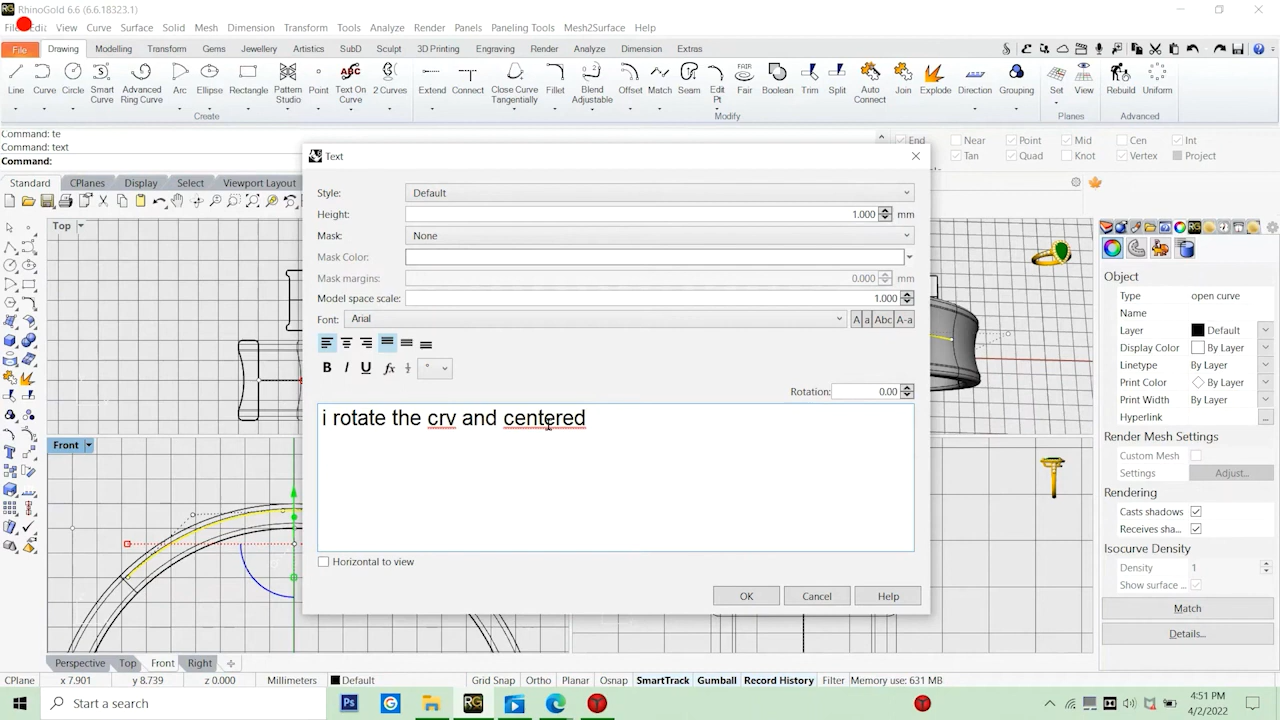 RhinoGold 6.6 (6.6.18323.1)
File Edit View Curve Surface Solid Mesh Dimension Transform Tools Analyze Render Panels Paneling Tools Mesh2Surface Help
File Drawing Modelling Transform Gems Jewellery Artistics SubD Sculpt 3D Printing Engraving Render Analyze Dimension Extras
Line Curve Circle Smart Curve Advanced Ring Curve Arc Ellipse Rectangle Pattern Studio Point Text On Curve 2 Curves Extend Connect Close Curve Tangentially Fillet Blend Adjustable Offset Match Seam Edit Pt Fair Boolean Trim Split Auto Connect Join Explode Direction Grouping Set View Rebuild Uniform
Create Modify Planes Advanced
Command: te
Command: text
Command:
End Near Point Mid Cen Int
Tan Quad Knot Vertex Project
Standard CPlanes Display Select Viewport Layout
Top
Front
Text
Style: Default
Height: 1.000 mm
Mask: None
Mask Color:
Mask margins: 0.000 mm
Model space scale: 1.000
Font: Arial A a Abc A-a
B I U fx ½ °
Rotation: 0.00
i rotate the crv and centered
Horizontal to view
OK Cancel Help
Object
Type open curve
Name
Layer Default
Display Color By Layer
Linetype By Layer
Print Color By Layer
Print Width By Layer
Hyperlink ...
Render Mesh Settings
Custom Mesh
Settings Adjust...
Rendering
Casts shadows
Receives sha...
Isocurve Density
Density 1
Show surface ...
Match
Details...
Perspective Top Front Right
CPlane x 7.901 y 8.739 z 0.000 Millimeters Default Grid Snap Ortho Planar Osnap SmartTrack Gumball Record History Filter Memory use: 631 MB
Start a search
Ps
RG
4:51 PM
4/2/2022